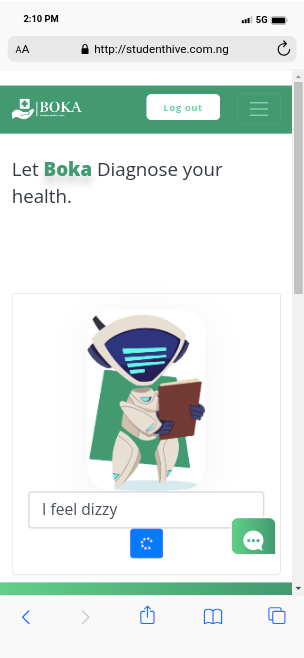 2:10 PM
5G
AA
http://studenthive.com.ng
BOKA
Log out
Let Boka Diagnose your
health.
I feel dizzy